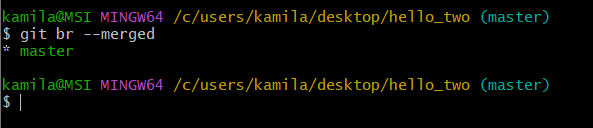 kamila@MSI MINGW64 /c/users/kamila/desktop/hello_two (master)
$ git br --merged
* master
kamila@MSI MINGW64 /c/users/kamila/desktop/hello_two (master)
$